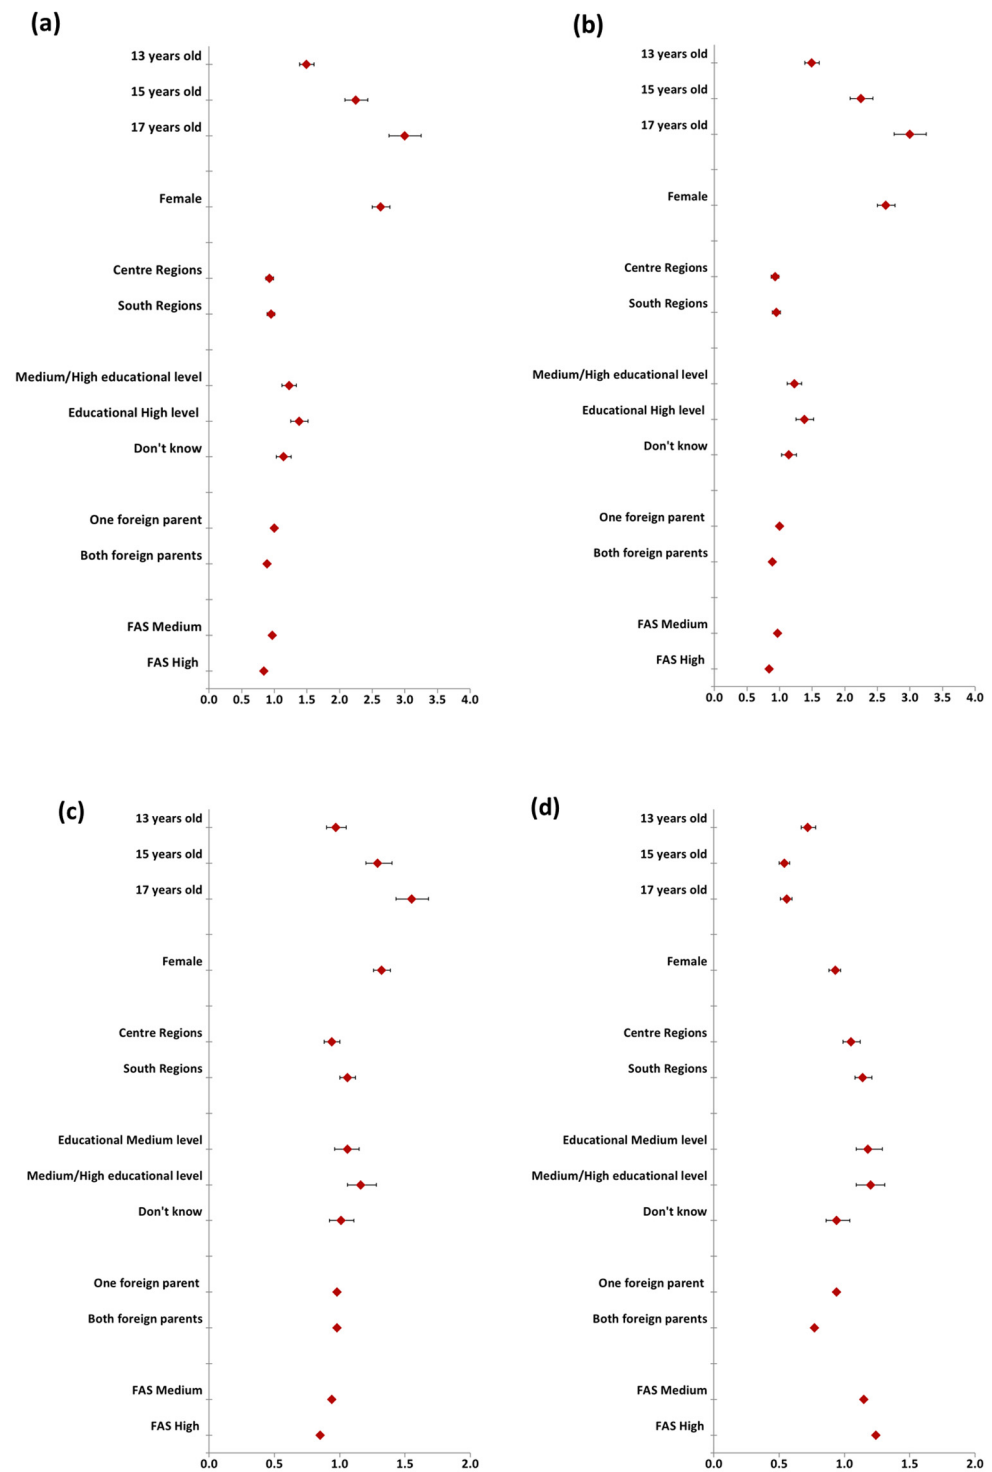 (a)
13 years old
15 years old
17 years old
Female
Centre Regions
South Regions
Medium/High educational level
Educational High level
Don't know
One foreign parent
Both foreign parents
FAS Medium
FAS High
0.0 0.5 1.0 1.5 2.0 2.5 3.0 3.5 4.0
(b)
13 years old
15 years old
17 years old
Female
Centre Regions
South Regions
Medium/High educational level
Educational High level
Don't know
One foreign parent
Both foreign parents
FAS Medium
FAS High
0.0 0.5 1.0 1.5 2.0 2.5 3.0 3.5 4.0
(c)
13 years old
15 years old
17 years old
Female
Centre Regions
South Regions
Educational Medium level
Medium/High educational level
Don't know
One foreign parent
Both foreign parents
FAS Medium
FAS High
0.0 0.5 1.0 1.5 2.0
(d)
13 years old
15 years old
17 years old
Female
Centre Regions
South Regions
Educational Medium level
Medium/High educational level
Don't know
One foreign parent
Both foreign parents
FAS Medium
FAS High
0.0 0.5 1.0 1.5 2.0